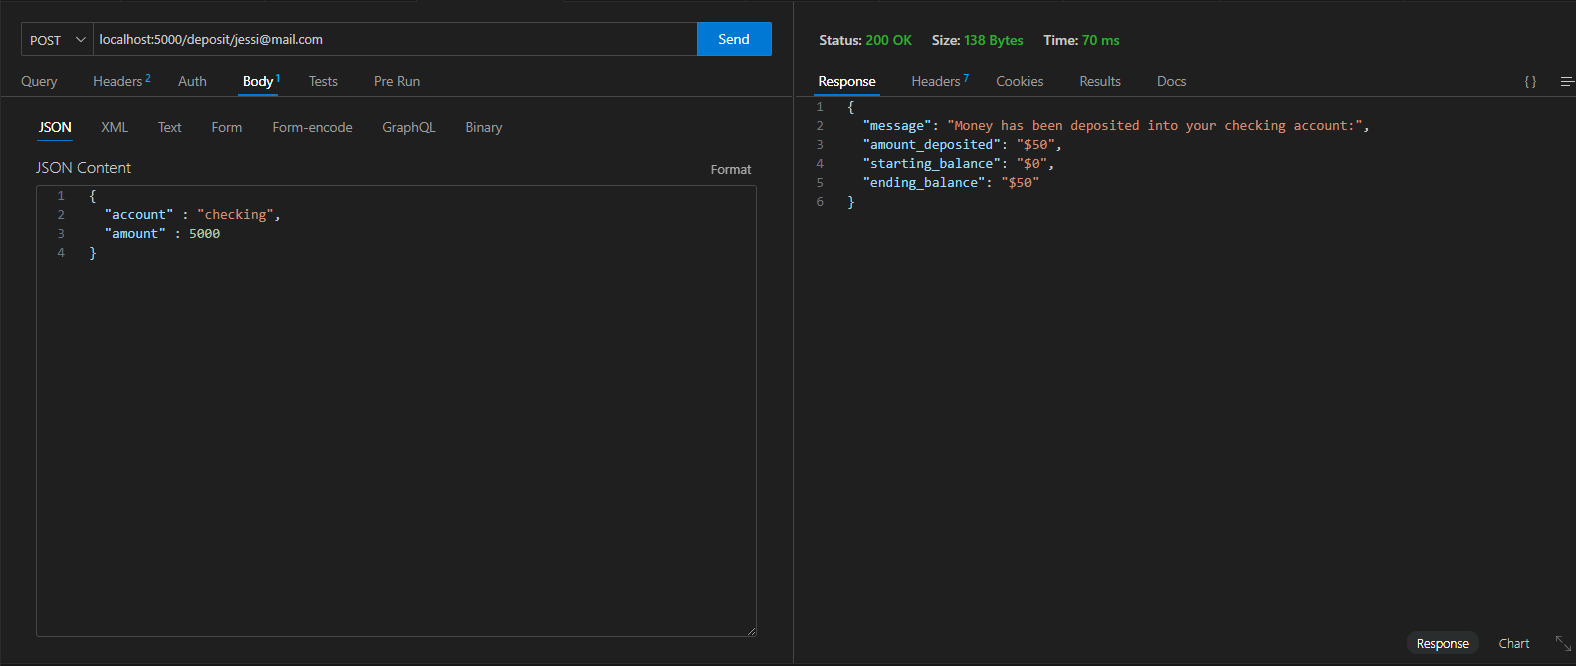 POST localhost:5000/deposit/jessi@mail.com Send
Query Headers 2 Auth Body 1 Tests Pre Run
JSON XML Text Form Form-encode GraphQL Binary
JSON Content Format
1 {
2 "account" : "checking",
3 "amount" : 5000
4 }
Status: 200 OK Size: 138 Bytes Time: 70 ms
Response Headers 7 Cookies Results Docs { }
1 {
2 "message": "Money has been deposited into your checking account:",
3 "amount_deposited": "$50",
4 "starting_balance": "$0",
5 "ending_balance": "$50"
6 }
Response Chart